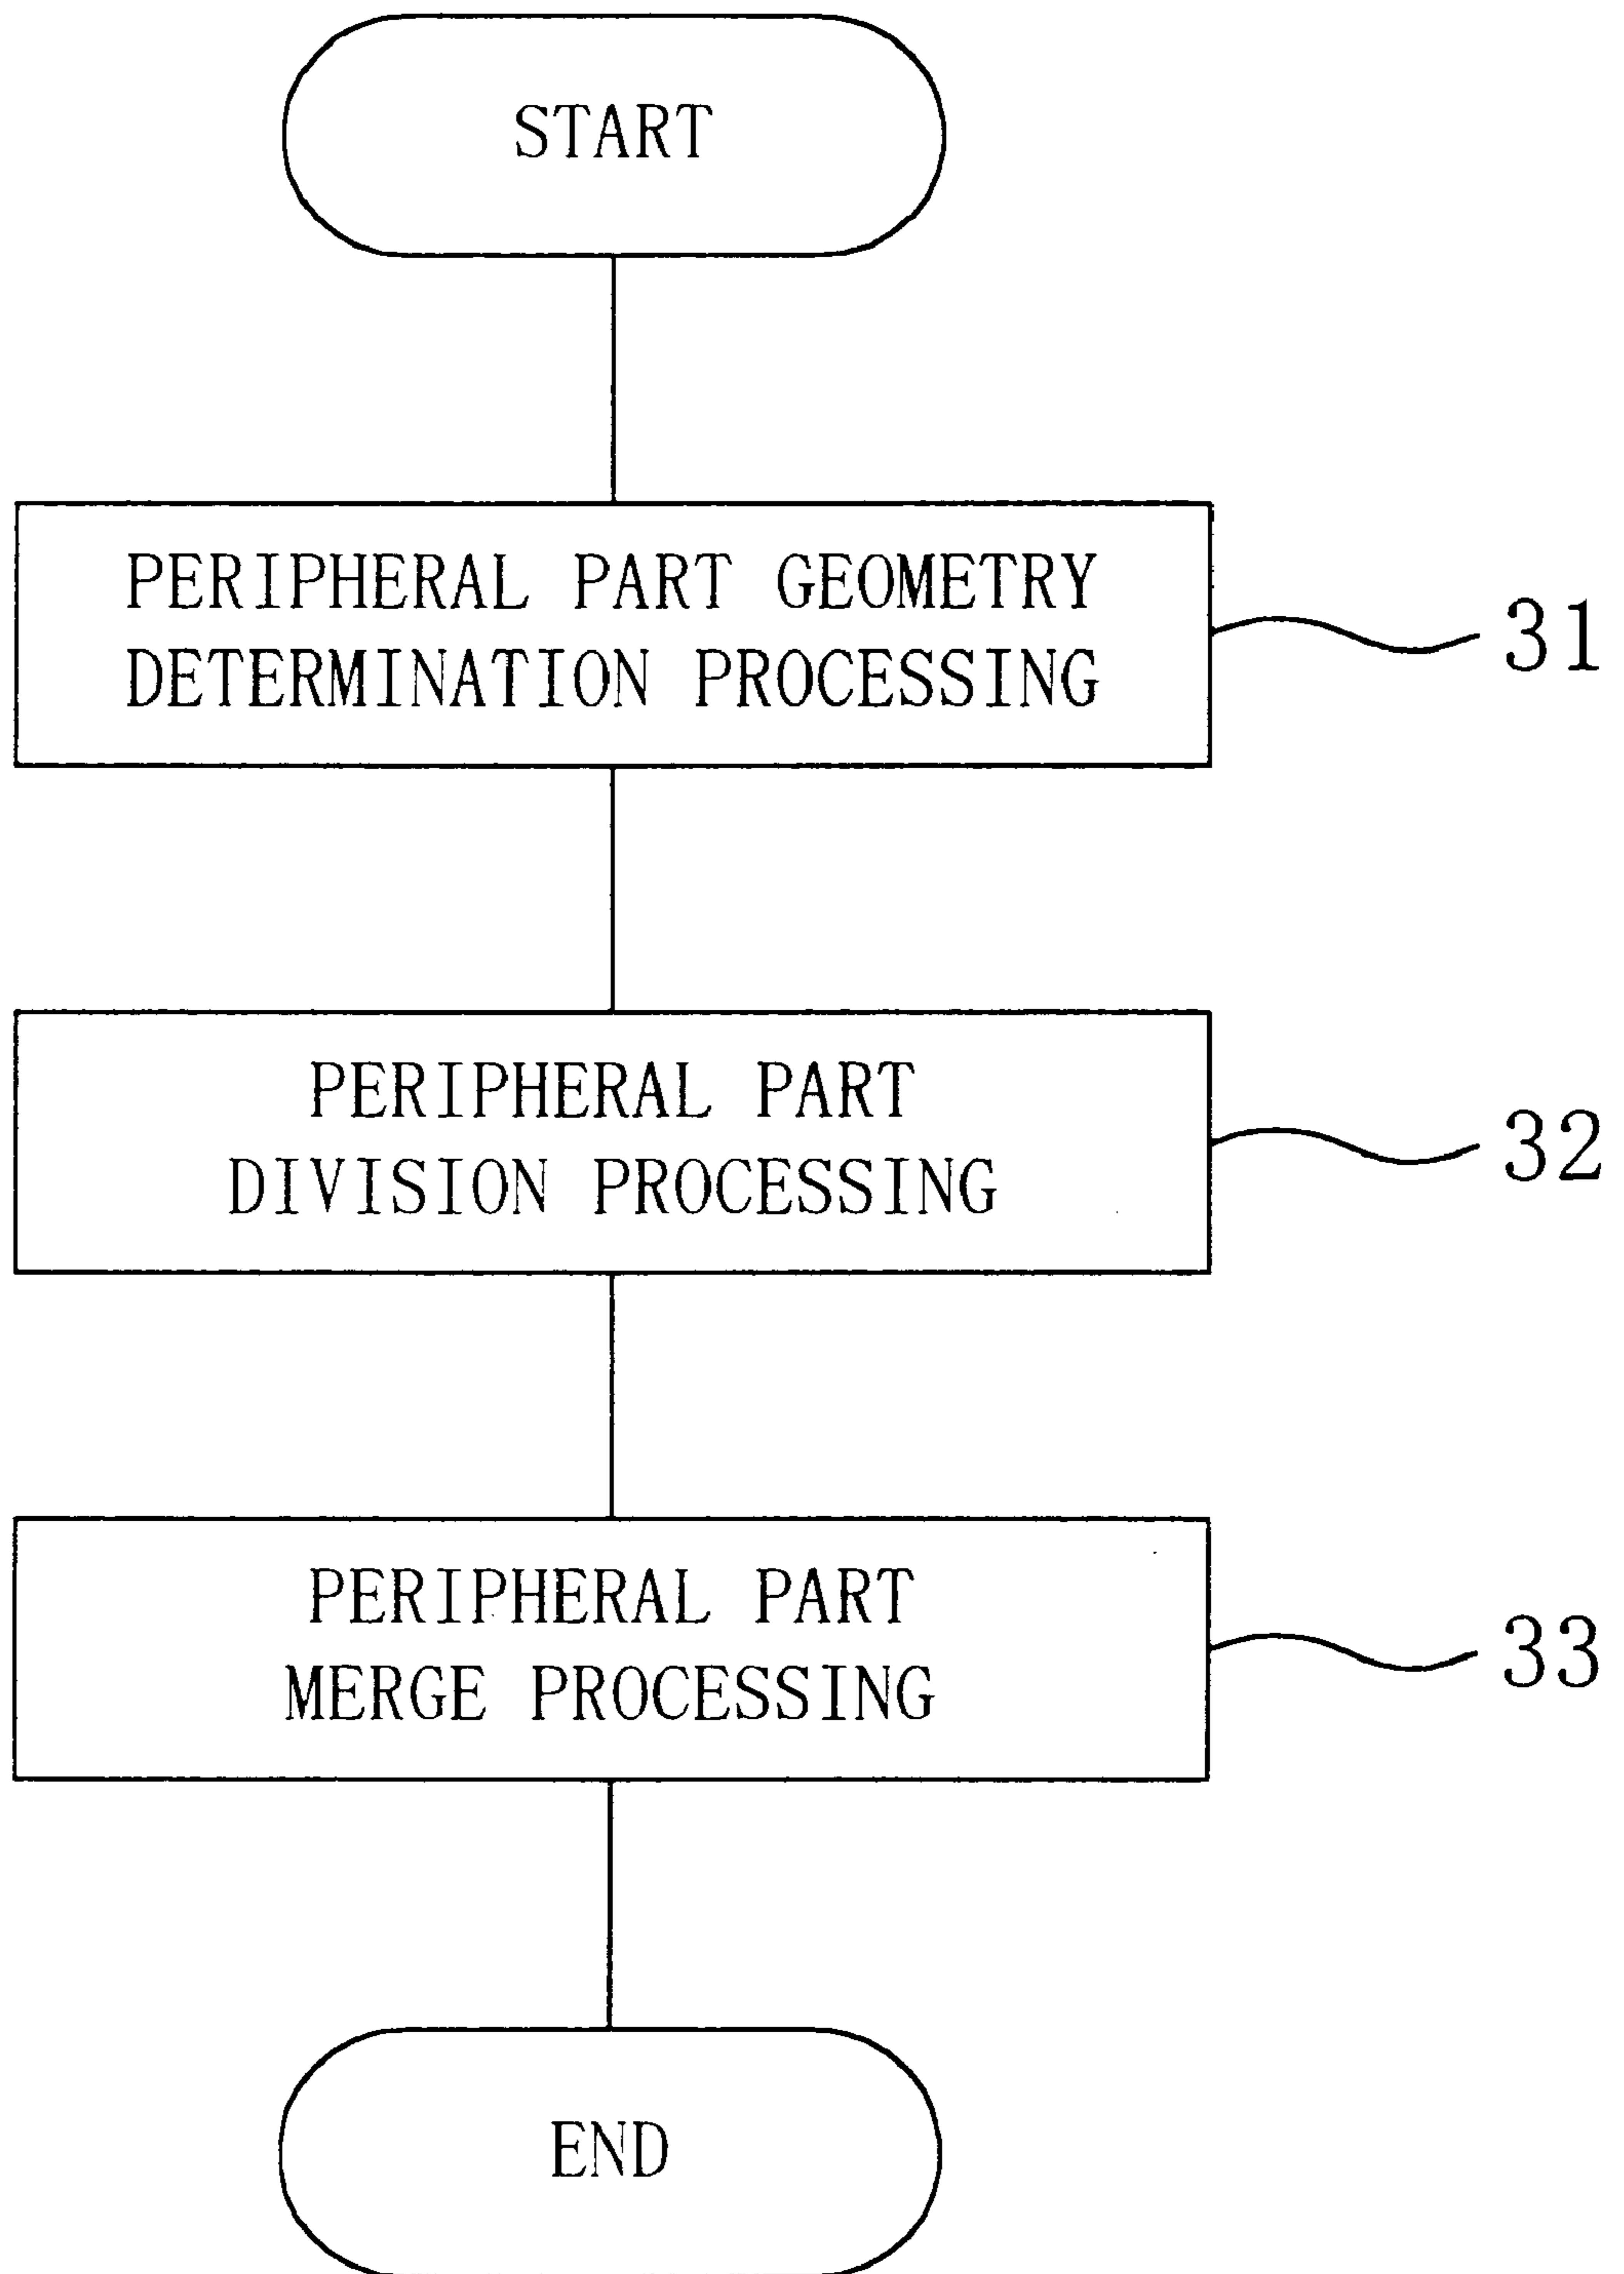 START
PERIPHERAL PART GEOMETRY
DETERMINATION PROCESSING
31
PERIPHERAL PART
DIVISION PROCESSING
32
PERIPHERAL PART
MERGE PROCESSING
33
END